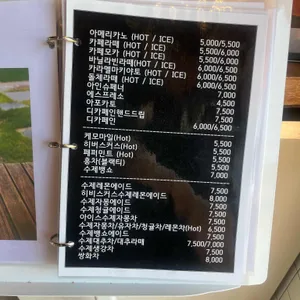 아메리카노 (HOT / ICE) 5,000/5,500
카페라떼 (HOT / ICE) 5,500/6,000
카페모카 (HOT / ICE) 5,500/6,000
바닐라빈라떼(HOT / ICE) 6,000/6,500
카라멜마키아또 (HOT / ICE) 6,000/6,500
돌체라떼 (HOT / ICE) 6,000/6,500
아인슈페너 6,500
에스프레소 7,000
아포카토 4,500
디카페인핸드드립 7,500
디카페인 7,000
6,000/6,500
케모마일(Hot) 5,500
히비스커스(Hot) 5,500
페퍼민트 (Hot) 5,500
홍차(블랙티) 5,500
수제뱅쇼 7,000
수제레몬에이드 7,500
히비스커스수제레몬에이드 8,000
수제자몽에이드 7,500
수제청귤에이드 7,500
아이스수제자몽차 7,500
수제자몽차/유자차/청귤차/레몬차(Hot) 6,500
수제뱅쇼에이드 7,500
수제대추차/대추라떼 7,500/7,000
수제생강차 7,500
쌍화차 8,000